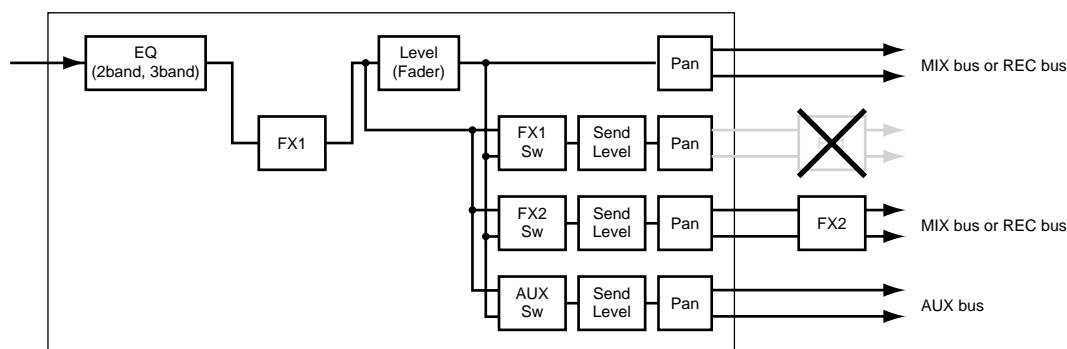 EQ
(2band, 3band)
FX1
Level
(Fader)
Pan
MIX bus or REC bus
FX1
Sw
Send
Level
Pan
FX2
Sw
Send
Level
Pan
FX2
MIX bus or REC bus
AUX
Sw
Send
Level
Pan
AUX bus